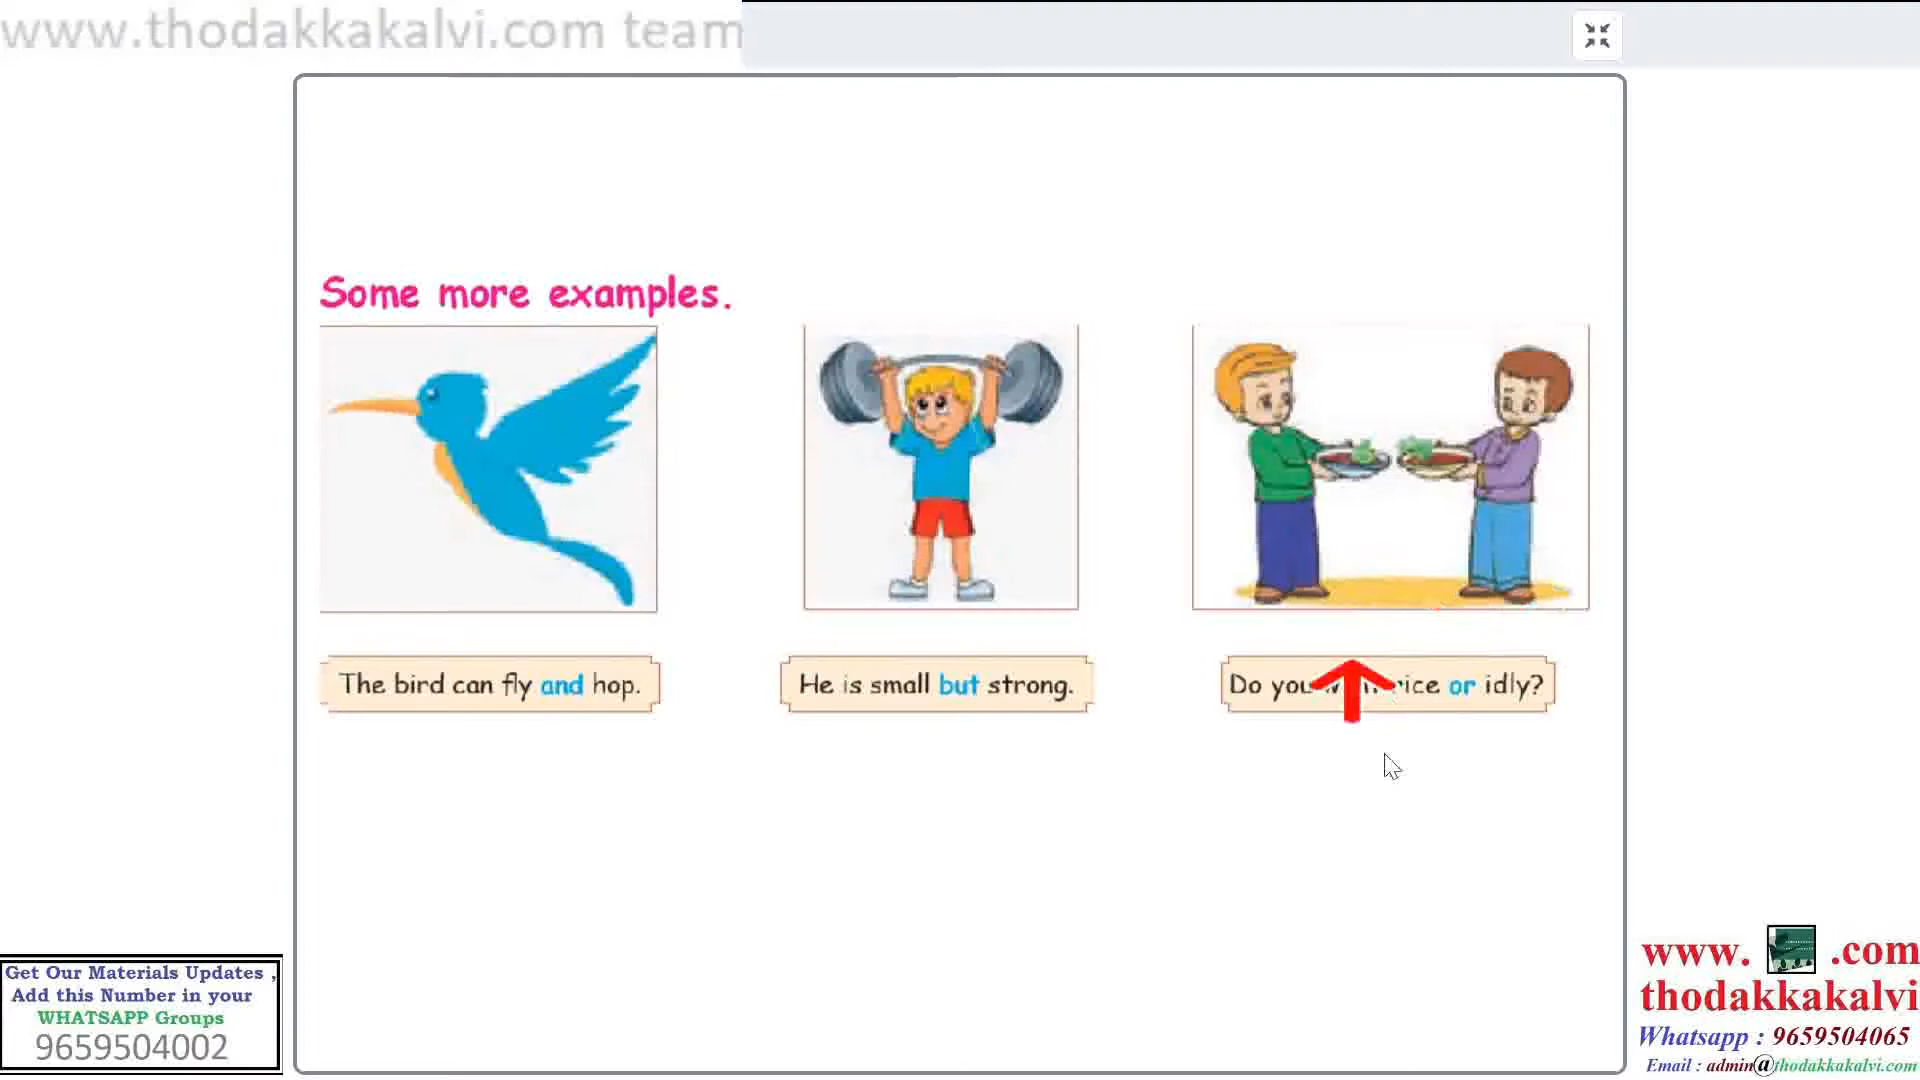 www.thodakkakalvi.com team
Some more examples.
The bird can fly and hop.
He is small but strong.
Do you rice or idly?
Get Our Materials Updates ,
Add this Number in your
WHATSAPP Groups
9659504002
www. .com
thodakkakalvi
Whatsapp : 9659504065
Email : admin@thodakkakalvi.com